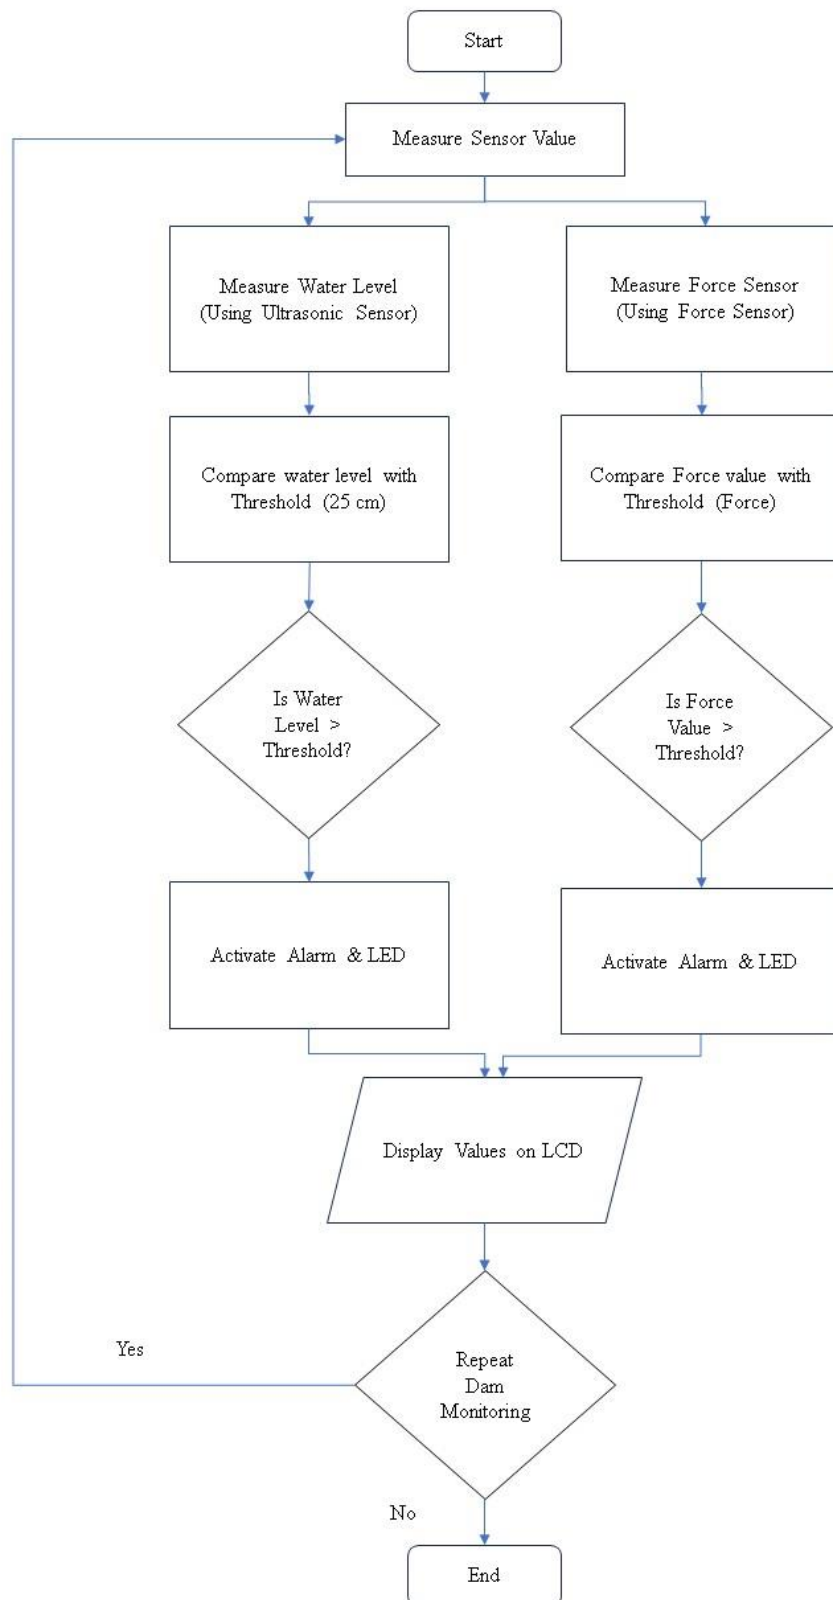 Start
Measure Sensor Value
Measure Water Level
(Using Ultrasonic Sensor)
Measure Force Sensor
(Using Force Sensor)
Compare water level with
Threshold (25 cm)
Compare Force value with
Threshold (Force)
Is Water
Level >
Threshold?
Is Force
Value >
Threshold?
Activate Alarm & LED
Activate Alarm & LED
Display Values on LCD
Yes
Repeat
Dam
Monitoring
No
End